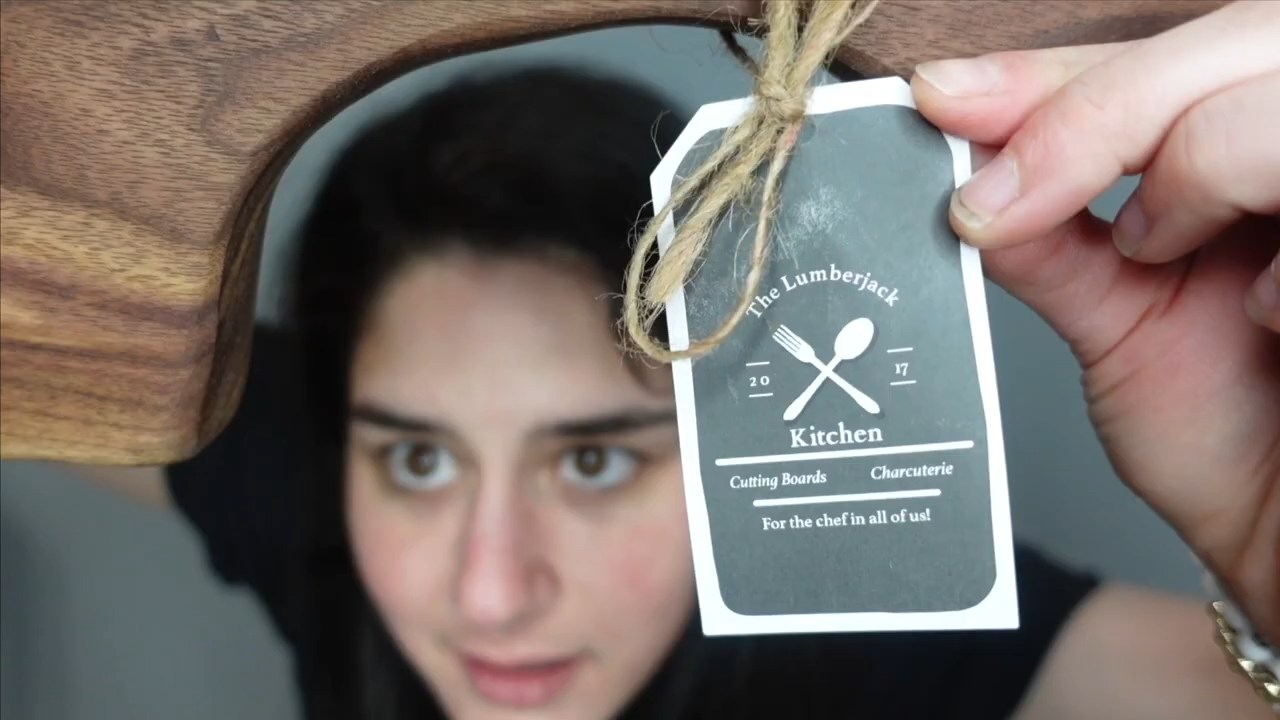 The Lumberjack
20 17
Kitchen
Cutting Boards Charcuterie
For the chef in all of us!